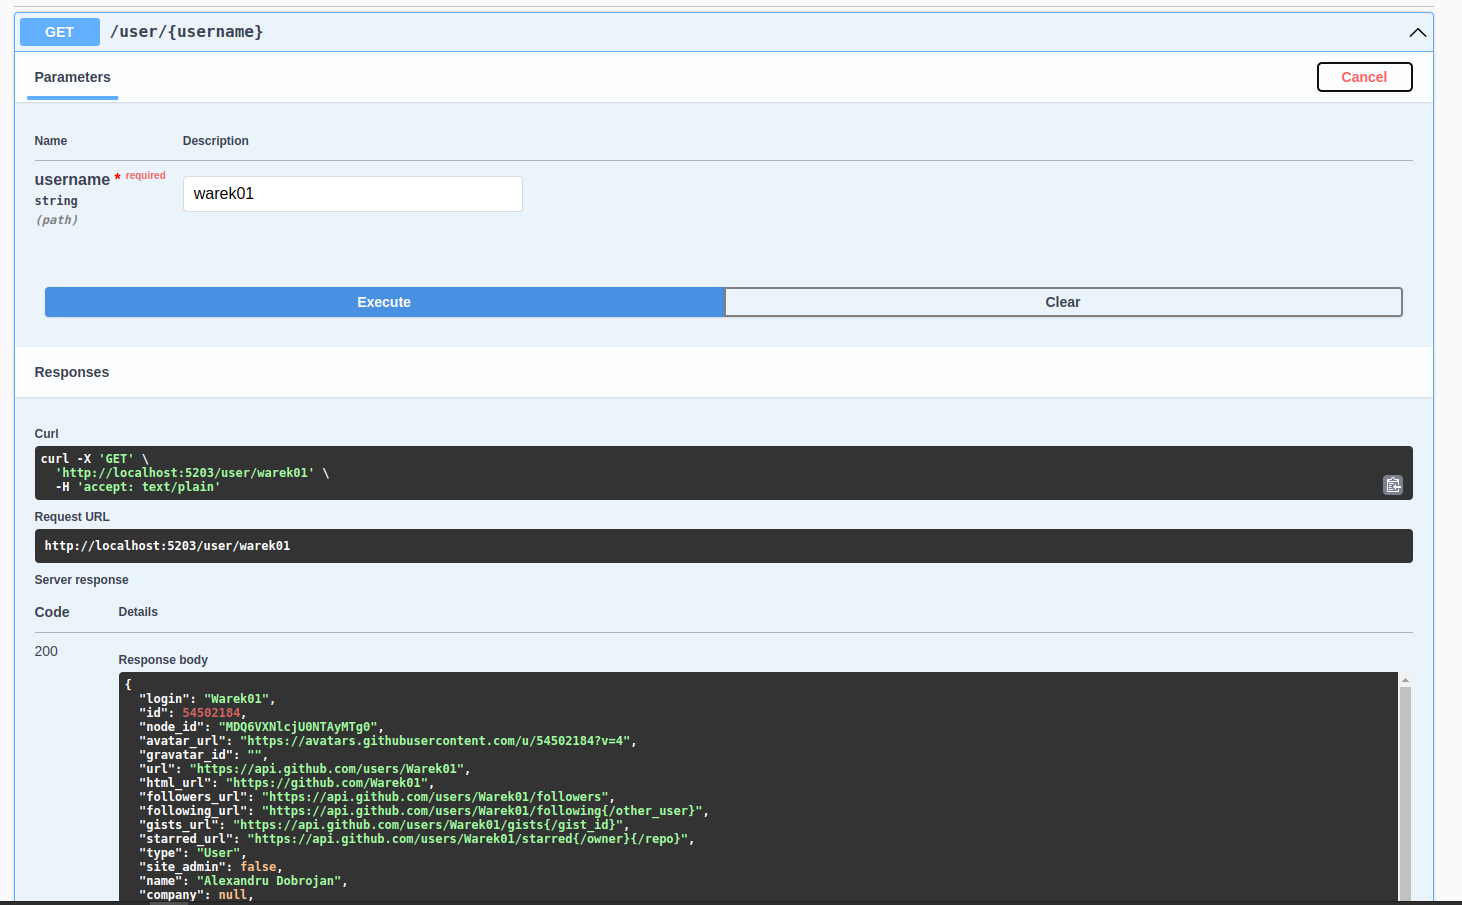 GET /user/{username}
Parameters
Cancel
Name Description
username * required
string
(path)
warek01
Execute
Clear
Responses
Curl
curl -X 'GET' \
  'http://localhost:5203/user/warek01' \
  -H 'accept: text/plain'
Request URL
http://localhost:5203/user/warek01
Server response
Code Details
200
Response body
{
  "login": "Warek01",
  "id": 54502184,
  "node_id": "MDQ6VXNlcjU0NTAyMTg0",
  "avatar_url": "https://avatars.githubusercontent.com/u/54502184?v=4",
  "gravatar_id": "",
  "url": "https://api.github.com/users/Warek01",
  "html_url": "https://github.com/Warek01",
  "followers_url": "https://api.github.com/users/Warek01/followers",
  "following_url": "https://api.github.com/users/Warek01/following{/other_user}",
  "gists_url": "https://api.github.com/users/Warek01/gists{/gist_id}",
  "starred_url": "https://api.github.com/users/Warek01/starred{/owner}{/repo}",
  "type": "User",
  "site_admin": false,
  "name": "Alexandru Dobrojan",
  "company": null,